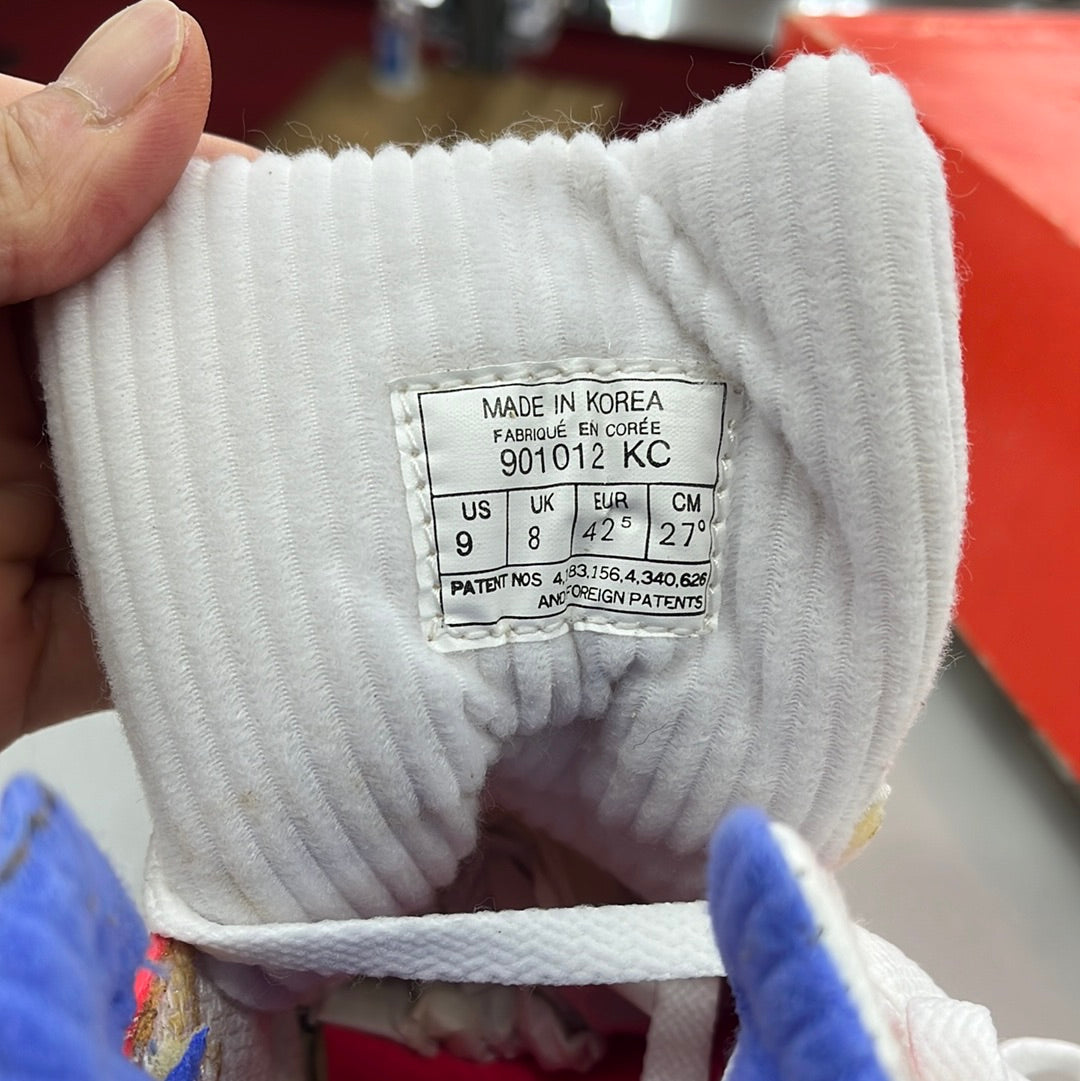 MADE IN KOREA
FABRIQUÉ EN CORÉE
901012 KC
US UK EUR CM
9 8 42⁵ 27⁰
PATENT NOS 4,183,156,4,340,626
AND FOREIGN PATENTS